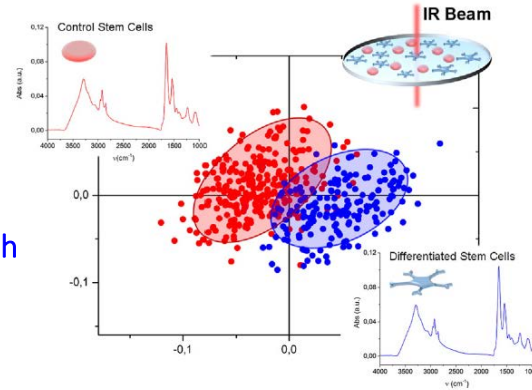 Control Stem Cells
IR Beam
Abs (a.u.)
0,12
0,08
0,04
0,00
4000 3500 3000 2500 2000 1500 1000
ν(cm⁻¹)
0,0
-0,1
-0,1
0,0
h
Differentiated Stem Cells
Abs (a.u.)
0,12
0,08
0,04
0,00
4000 3500 3000 2500 2000 1500 1000
ν(cm⁻¹)